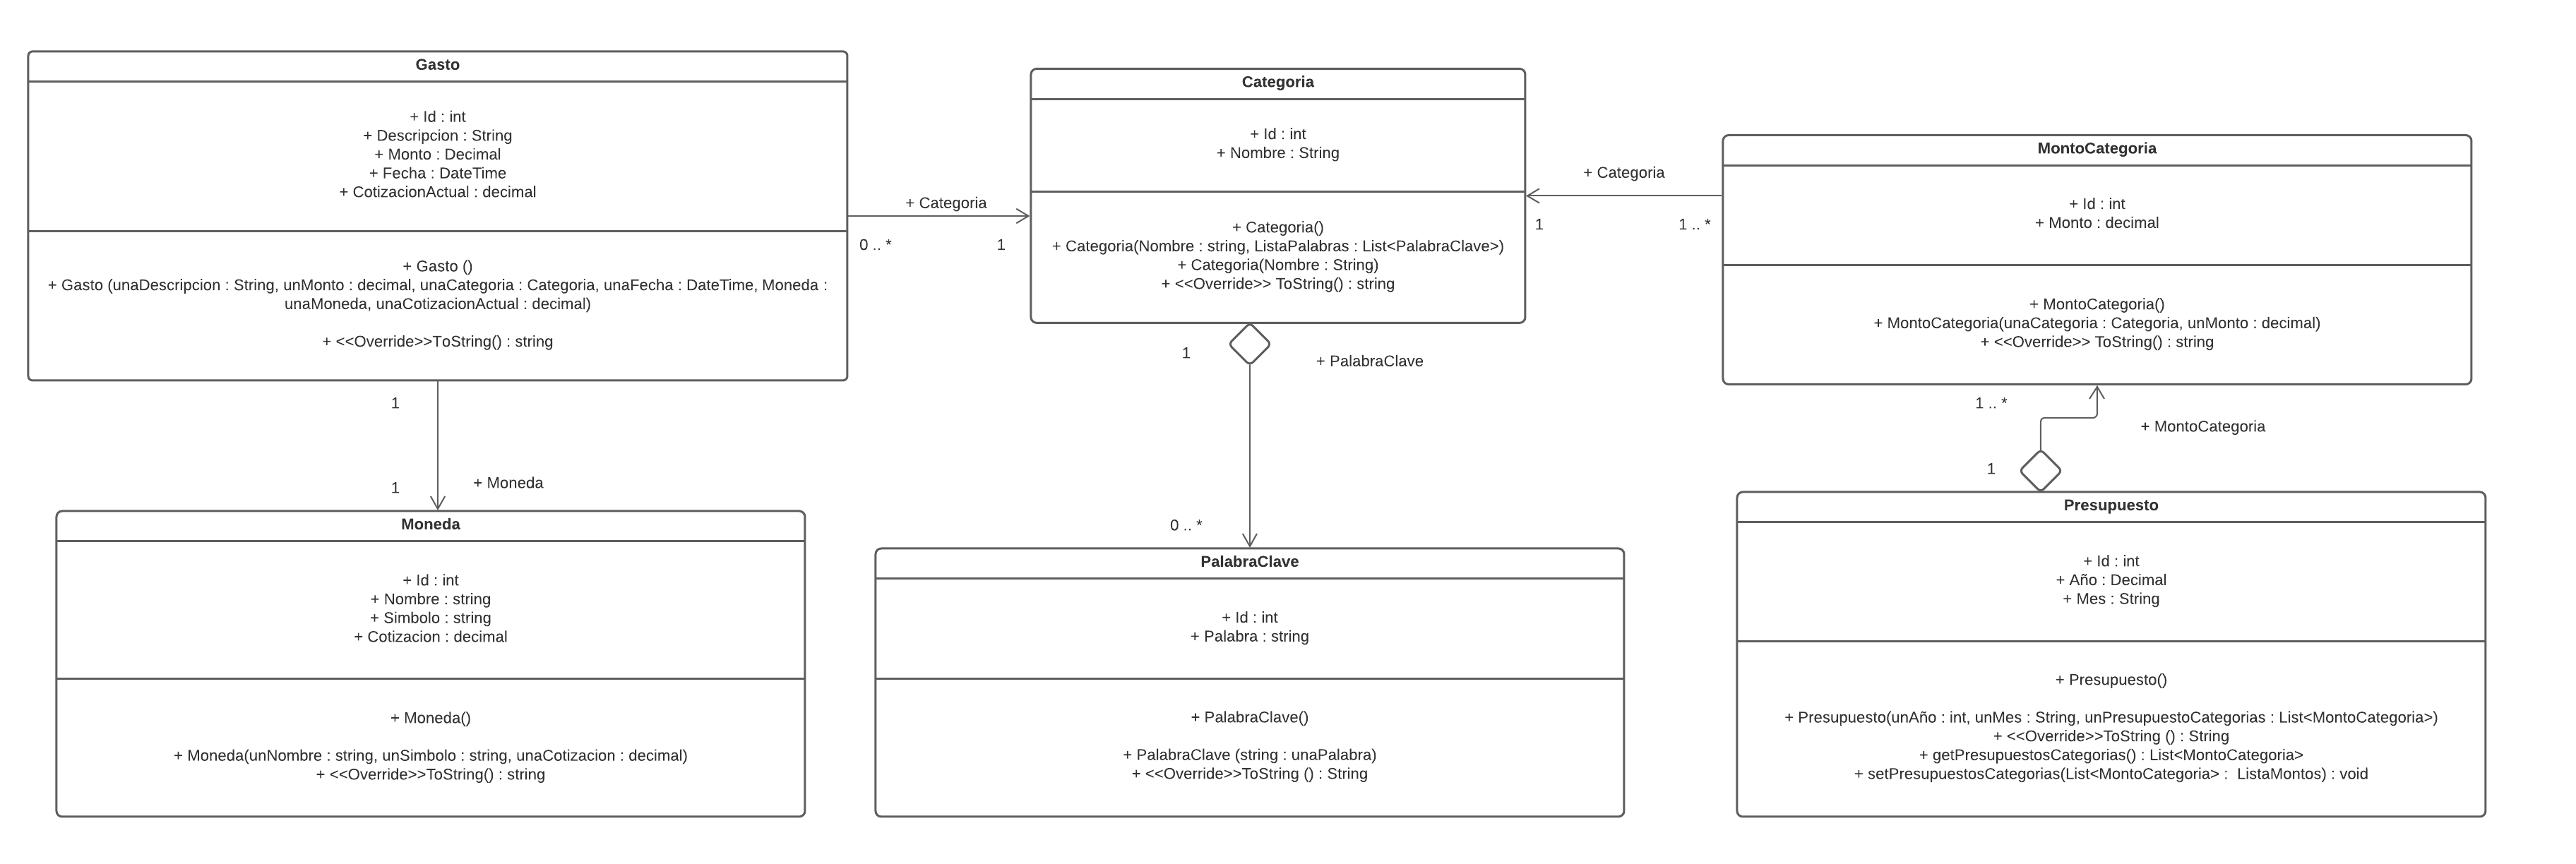 Gasto
+ Id : int
+ Descripcion : String
+ Monto : Decimal
+ Fecha : DateTime
+ CotizacionActual : decimal
+ Gasto ()
+ Gasto (unaDescripcion : String, unMonto : decimal, unaCategoria : Categoria, unaFecha : DateTime, Moneda :
unaMoneda, unaCotizacionActual : decimal)
+ <<Override>>ToString() : string
+ Categoria
0 .. *
1
Categoria
+ Id : int
+ Nombre : String
+ Categoria()
+ Categoria(Nombre : string, ListaPalabras : List<PalabraClave>)
+ Categoria(Nombre : String)
+ <<Override>> ToString() : string
+ Categoria
1
1 .. *
MontoCategoria
+ Id : int
+ Monto : decimal
+ MontoCategoria()
+ MontoCategoria(unaCategoria : Categoria, unMonto : decimal)
+ <<Override>> ToString() : string
1
1
+ Moneda
1
+ PalabraClave
0 .. *
1 .. *
+ MontoCategoria
1
Moneda
+ Id : int
+ Nombre : string
+ Simbolo : string
+ Cotizacion : decimal
+ Moneda()
+ Moneda(unNombre : string, unSimbolo : string, unaCotizacion : decimal)
+ <<Override>>ToString() : string
PalabraClave
+ Id : int
+ Palabra : string
+ PalabraClave()
+ PalabraClave (string : unaPalabra)
+ <<Override>>ToString () : String
Presupuesto
+ Id : int
+ Año : Decimal
+ Mes : String
+ Presupuesto()
+ Presupuesto(unAño : int, unMes : String, unPresupuestoCategorias : List<MontoCategoria>)
+ <<Override>>ToString () : String
+ getPresupuestosCategorias() : List<MontoCategoria>
+ setPresupuestosCategorias(List<MontoCategoria> :  ListaMontos) : void